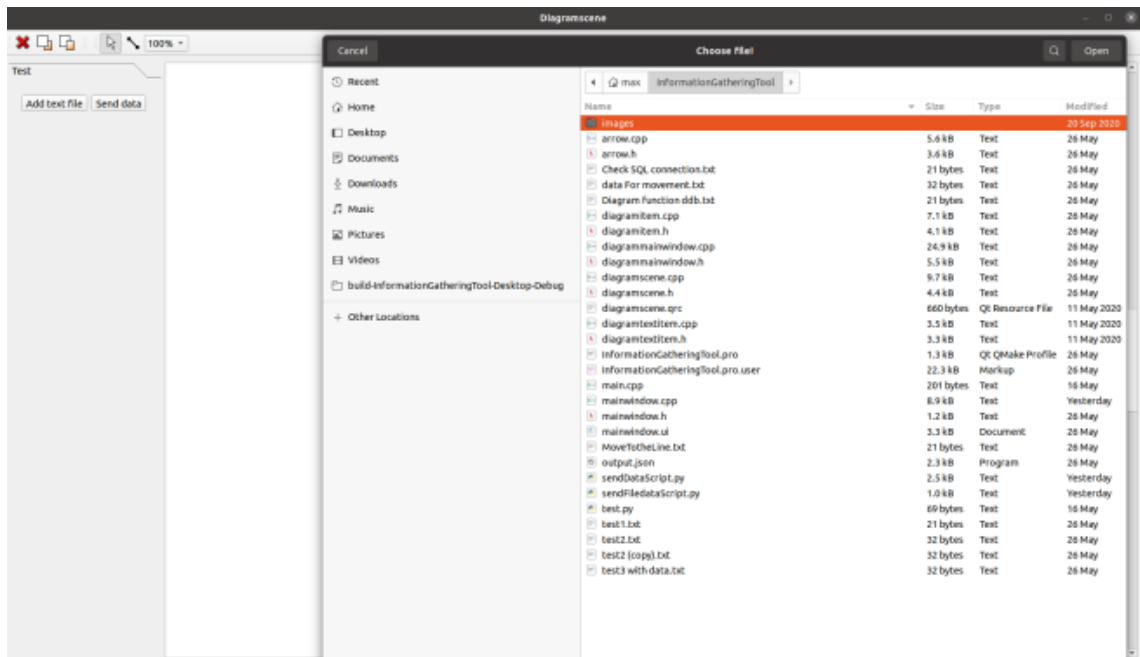 Diagramscene
100%
Cancel
Choose File!
Open
Test
Add text file Send data
Recent
Home
Desktop
Documents
Downloads
Music
Pictures
Videos
build-InformationGatheringTool-Desktop-Debug
+ Other Locations
max InformationGatheringTool
Name Size Type Modified
images 20 Sep 2020
arrow.cpp 5.6 kB Text 26 May
arrow.h 3.6 kB Text 26 May
Check SQL connection.txt 21 bytes Text 26 May
data For movement.txt 32 bytes Text 26 May
Diagram function ddb.txt 21 bytes Text 26 May
diagramitem.cpp 7.1 kB Text 26 May
diagramitem.h 4.1 kB Text 26 May
diagrammainwindow.cpp 24.9 kB Text 26 May
diagrammainwindow.h 5.5 kB Text 26 May
diagramscene.cpp 9.7 kB Text 26 May
diagramscene.h 4.4 kB Text 26 May
diagramscene.qrc 660 bytes Qt Resource File 11 May 2020
diagramtextitem.cpp 3.5 kB Text 11 May 2020
diagramtextitem.h 3.3 kB Text 11 May 2020
InformationGatheringTool.pro 1.3 kB Qt QMake Profile 26 May
InformationGatheringTool.pro.user 22.3 kB Markup 26 May
main.cpp 201 bytes Text 16 May
mainwindow.cpp 8.9 kB Text Yesterday
mainwindow.h 1.2 kB Text 26 May
mainwindow.ui 3.3 kB Document 26 May
MoveTotheLine.txt 21 bytes Text 26 May
output.json 2.3 kB Program 26 May
sendDataScript.py 2.5 kB Text Yesterday
sendFiledataScript.py 1.0 kB Text Yesterday
test.py 69 bytes Text 16 May
test1.txt 21 bytes Text 26 May
test2.txt 32 bytes Text 26 May
test2 (copy).txt 32 bytes Text 26 May
test3 with data.txt 32 bytes Text 26 May